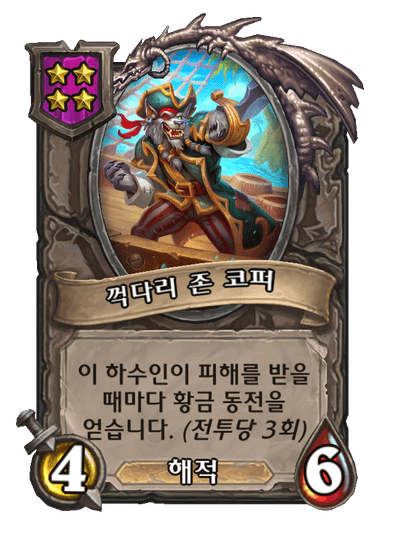 꺽다리 존 코퍼
이 하수인이 피해를 받을
때마다 황금 동전을
얻습니다. (전투당 3회)
4
해적
6